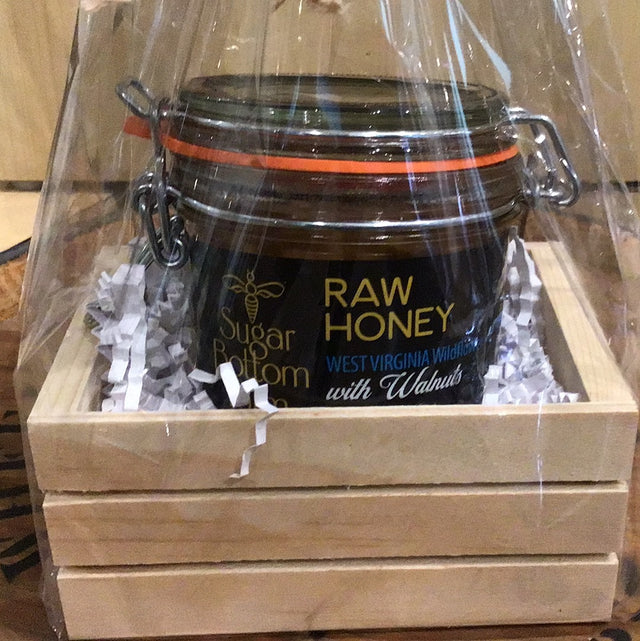 Sugar
Bottom
RAW
HONEY
WEST VIRGINIA
with Walnuts